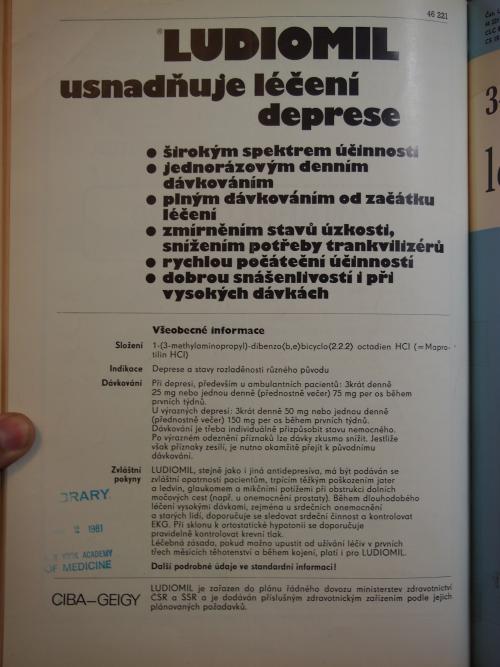 46 221
®LUDIOMIL
usnadňuje léčení
deprese
● širokým spektrem účinnosti
● jednorázovým denním
dávkováním
● plným dávkováním od začátku
léčení
● zmírněním stavů úzkosti,
snížením potřeby trankvilizérů
● rychlou počáteční účinností
● dobrou snášenlivostí i při
vysokých dávkách
Všeobecné informace
Složení 1-(3-methylaminopropyl)-dibenzo(b,e)bicyclo(2.2.2) octadien HCl (=Mapro-
tilin HCl)
Indikace Deprese a stavy rozladěnosti různého původu
Dávkování Při depresi, především u ambulantních pacientů: 3krát denně
25 mg nebo jednou denně (přednostně večer) 75 mg per os během
prvních týdnů.
U výrazných depresí: 3krát denně 50 mg nebo jednou denně
(přednostně večer) 150 mg per os během prvních týdnů.
Dávkování je třeba individuálně přizpůsobit stavu nemocného.
Po výrazném odeznění příznaků lze dávky zkusmo snížit. Jestliže
však příznaky zesílí, je nutno okamžitě přejít k původnímu
dávkování.
Zvláštní LUDIOMIL, stejně jako i jiná antidepresiva, má být podáván se
pokyny zvláštní opatrností pacientům, trpícím těžkým poškozením jater
a ledvin, glaukomem a mikčními potížemi při obstrukci dolních
močových cest (např. u onemocnění prostaty). Během dlouhodobého
léčení vysokými dávkami, zejména u srdečních onemocnění
a starých lidí, doporučuje se sledovat srdeční činnost a kontrolovat
EKG. Při sklonu k ortostatické hypotonii se doporučuje
pravidelně kontrolovat krevní tlak.
Léčebná zásada, pokud možno upustit od užívání léčiv v prvních
třech měsících těhotenství a během kojení, platí i pro LUDIOMIL.
Další podrobné údaje ve standardní informaci!
RARY
2 1981
YORK ACADEMY
OF MEDICINE
CIBA–GEIGY
LUDIOMIL je zařazen do plánu řádného dovozu ministerstev zdravotnictví
ČSR a SSR a je dodáván příslušným zdravotnickým zařízením podle jejich
plánovaných požadavků.